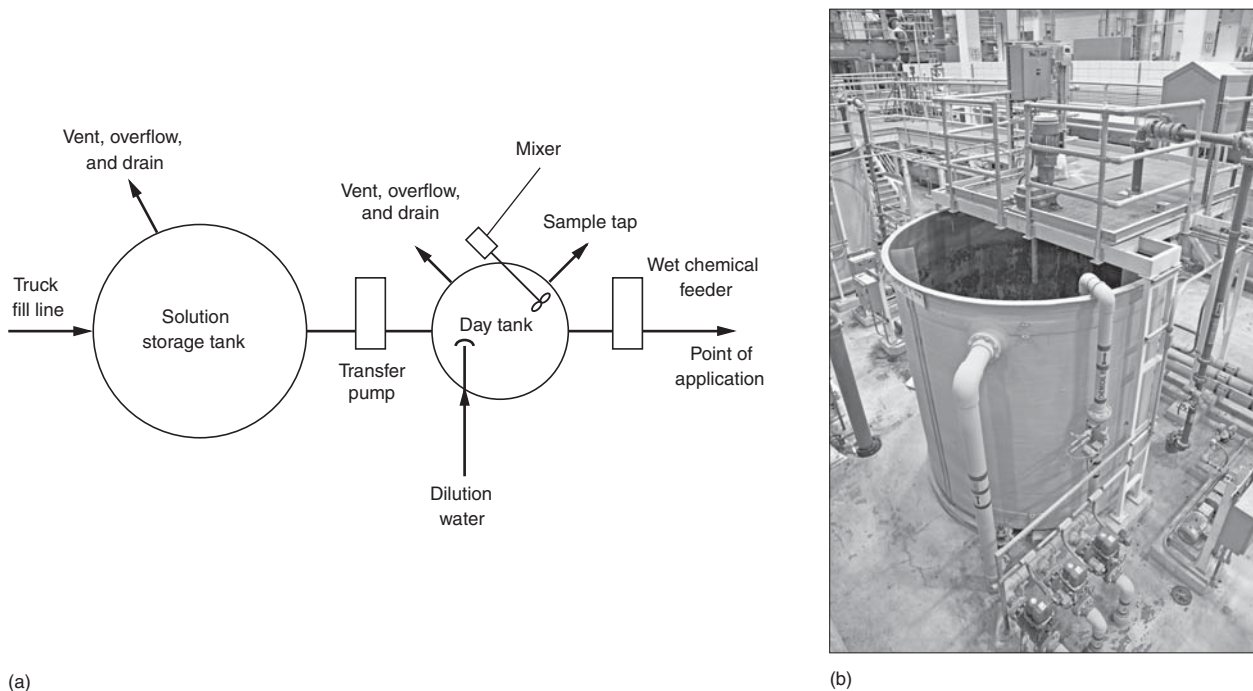 Vent, overflow,
and drain
Mixer
Vent, overflow,
and drain
Sample tap
Truck
fill line
Solution
storage tank
Day tank
Wet chemical
feeder
Transfer
pump
Point of
application
Dilution
water
(a)
(b)